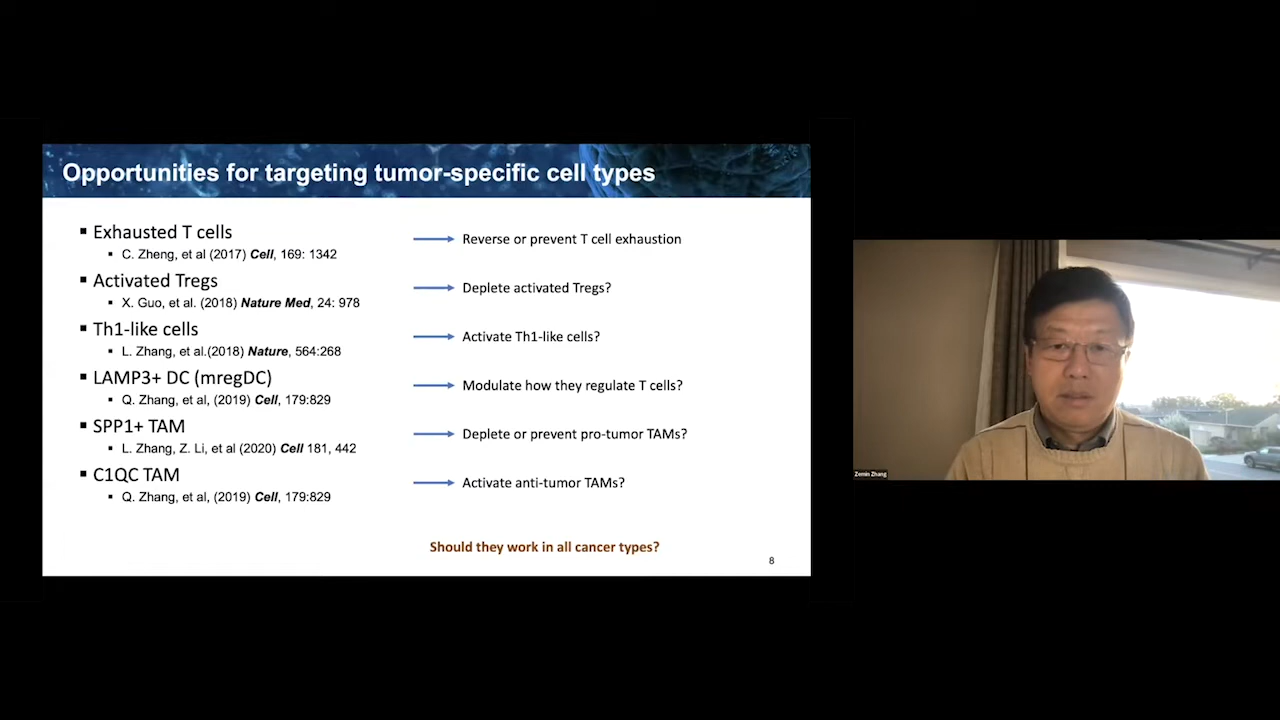 Opportunities for targeting tumor-specific cell types
▪ Exhausted T cells
▪ C. Zheng, et al (2017) Cell, 169: 1342
▪ Activated Tregs
▪ X. Guo, et al. (2018) Nature Med, 24: 978
▪ Th1-like cells
▪ L. Zhang, et al.(2018) Nature, 564:268
▪ LAMP3+ DC (mregDC)
▪ Q. Zhang, et al, (2019) Cell, 179:829
▪ SPP1+ TAM
▪ L. Zhang, Z. Li, et al (2020) Cell 181, 442
▪ C1QC TAM
▪ Q. Zhang, et al, (2019) Cell, 179:829
Reverse or prevent T cell exhaustion
Deplete activated Tregs?
Activate Th1-like cells?
Modulate how they regulate T cells?
Deplete or prevent pro-tumor TAMs?
Activate anti-tumor TAMs?
Should they work in all cancer types?
8
Zemin Zhang